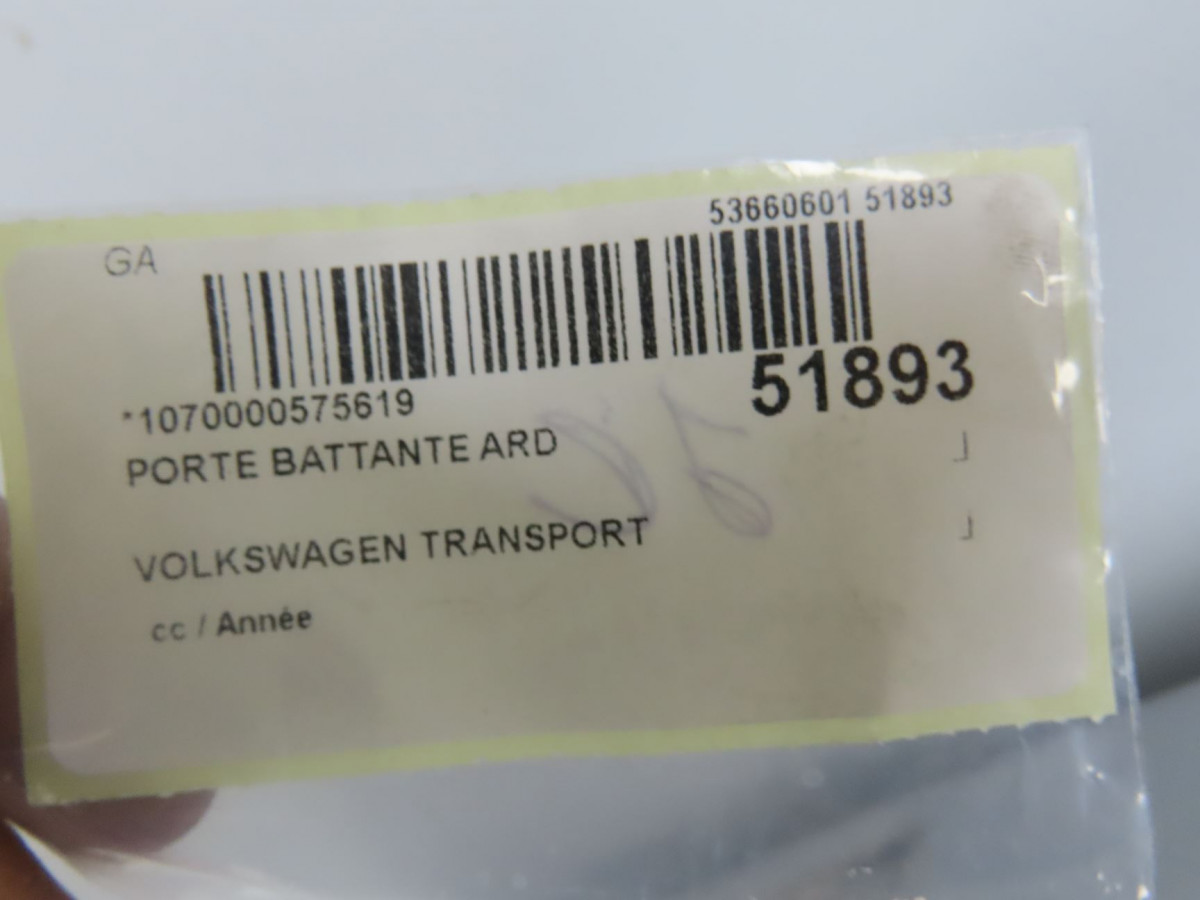 53660601 51893
GA
*1070000575619
51893
PORTE BATTANTE ARD
VOLKSWAGEN TRANSPORT
cc / Année